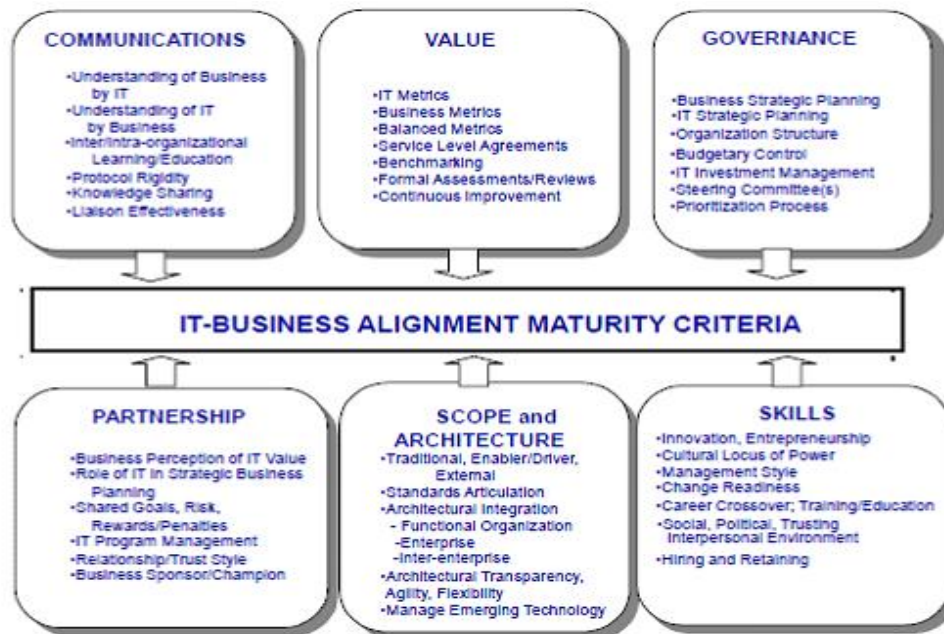 COMMUNICATIONS
•Understanding of Business
by IT
•Understanding of IT
by Business
•Inter/Intra-organizational
Learning/Education
•Protocol Rigidity
•Knowledge Sharing
•Liaison Effectiveness
VALUE
•IT Metrics
•Business Metrics
•Balanced Metrics
•Service Level Agreements
•Benchmarking
•Formal Assessments/Reviews
•Continuous Improvement
GOVERNANCE
•Business Strategic Planning
•IT Strategic Planning
•Organization Structure
•Budgetary Control
•IT Investment Management
•Steering Committee(s)
•Prioritization Process
IT-BUSINESS ALIGNMENT MATURITY CRITERIA
PARTNERSHIP
•Business Perception of IT Value
•Role of IT in Strategic Business
Planning
•Shared Goals, Risk,
Rewards/Penalties
•IT Program Management
•Relationship/Trust Style
•Business Sponsor/Champion
SCOPE and
ARCHITECTURE
•Traditional, Enabler/Driver,
External
•Standards Articulation
•Architectural Integration
- Functional Organization
-Enterprise
-Inter-enterprise
•Architectural Transparency,
Agility, Flexibility
•Manage Emerging Technology
SKILLS
•Innovation, Entrepreneurship
•Cultural Locus of Power
•Management Style
•Change Readiness
•Career Crossover; Training/Education
•Social, Political, Trusting
Interpersonal Environment
•Hiring and Retaining